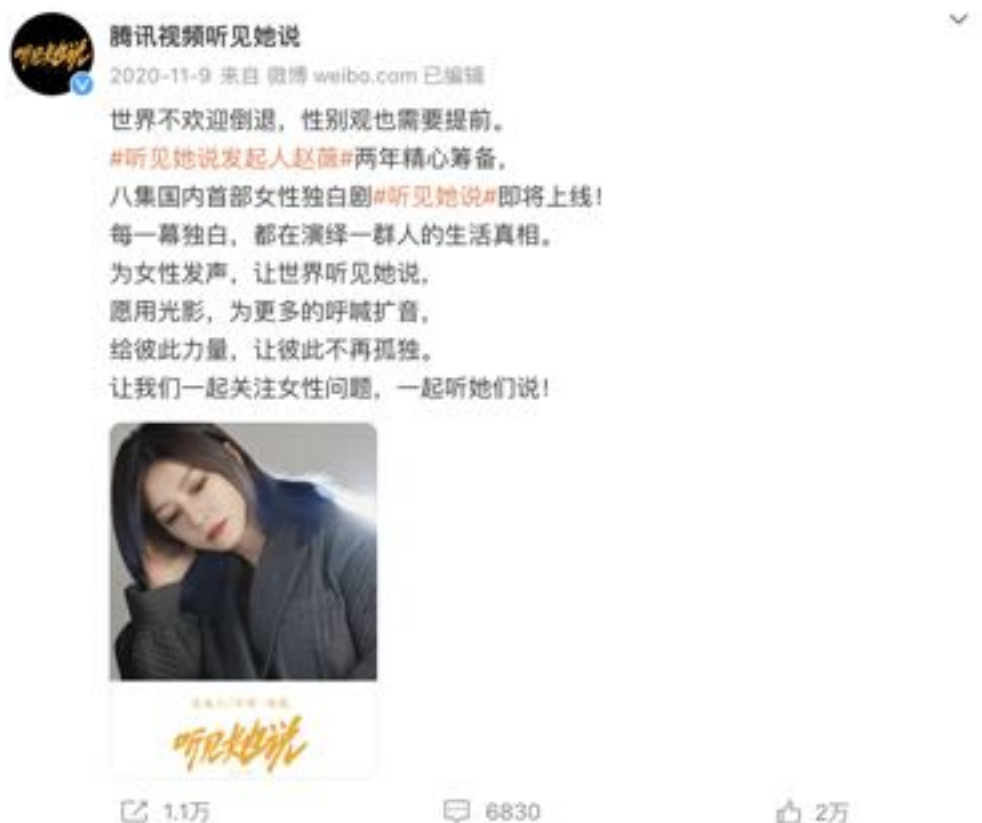 听见她说
腾讯视频听见她说
2020-11-9 来自 微博 weibo.com 已编辑
世界不欢迎倒退，性别观也需要提前。
#听见她说发起人赵薇#两年精心筹备，
八集国内首部女性独白剧#听见她说#即将上线！
每一幕独白，都在演绎一群人的生活真相。
为女性发声，让世界听见她说，
愿用光影，为更多的呼喊扩音，
给彼此力量，让彼此不再孤独。
让我们一起关注女性问题，一起听她们说！
听见她说
1.1万
6830
2万